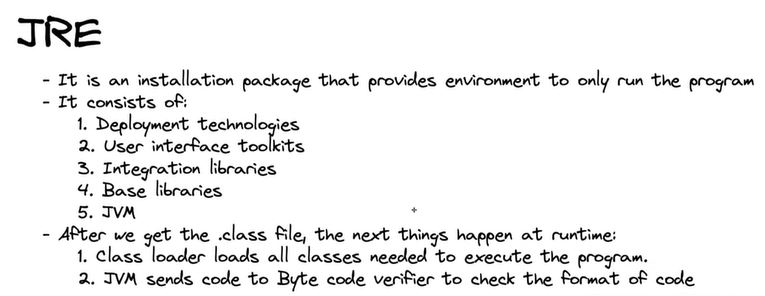 JRE
- It is an installation package that provides environment to only run the program
- It consists of:
1. Deployment technologies
2. User interface toolkits
3. Integration libraries
4. Base libraries
5. JVM
- After we get the .class file, the next things happen at runtime:
1. Class loader loads all classes needed to execute the program.
2. JVM sends code to Byte code verifier to check the format of code